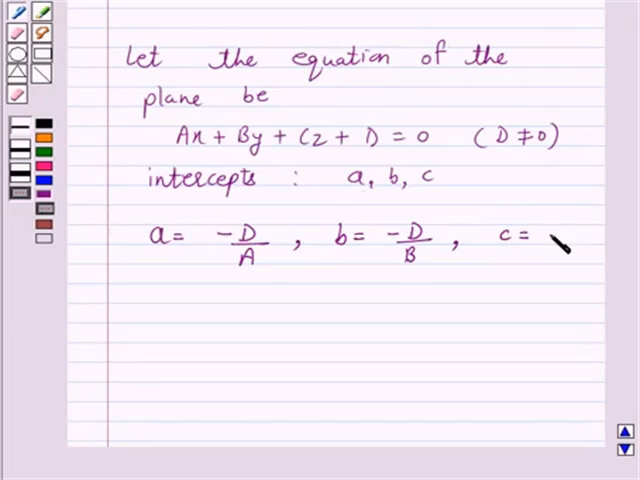 Let the equation of the
plane be
Ax + By + Cz + D = 0 (D ≠ 0)
intercepts : a, b, c
a = -D/A , b = -D/B , c =